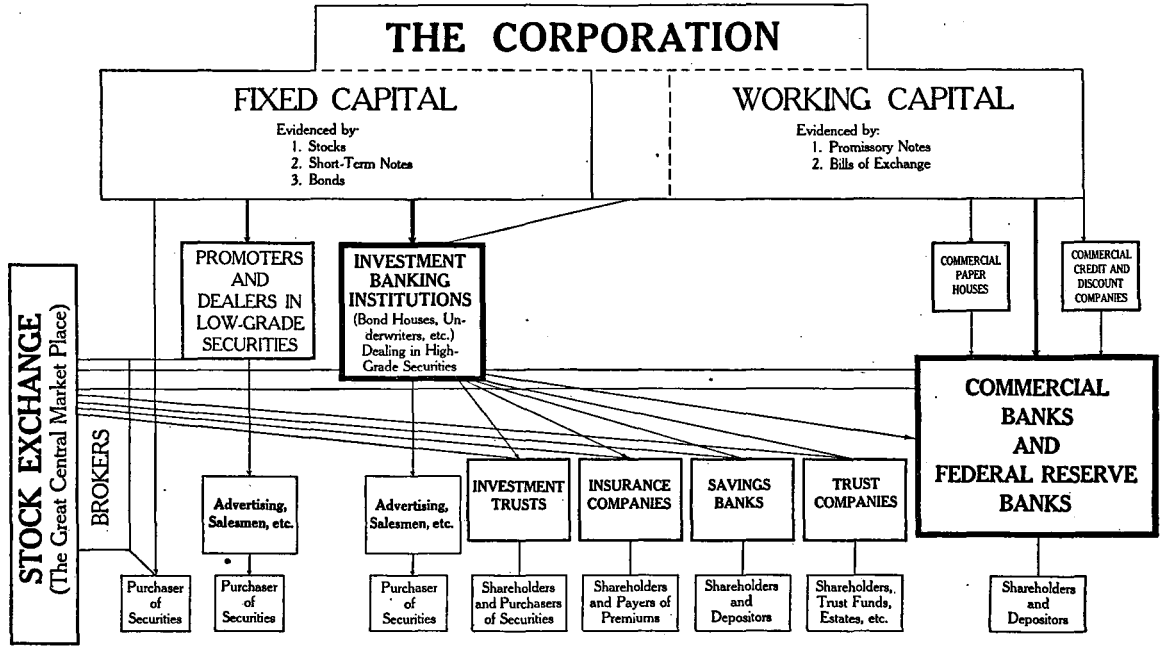 THE CORPORATION
FIXED CAPITAL
Evidenced by-
1. Stocks
2. Short-Term Notes
3. Bonds
WORKING CAPITAL
Evidenced by:
1. Promissory Notes
2. Bills of Exchange
PROMOTERS
AND
DEALERS IN
LOW-GRADE
SECURITIES
INVESTMENT
BANKING
INSTITUTIONS
(Bond Houses, Un-
derwriters, etc.)
Dealing in High-
Grade Securities
COMMERCIAL
PAPER
HOUSES
COMMERCIAL
CREDIT AND
DISCOUNT
COMPANIES
STOCK EXCHANGE
(The Great Central Market Place)
BROKERS
COMMERCIAL
BANKS
AND
FEDERAL RESERVE
BANKS
Advertising,
Salesmen, etc.
Advertising,
Salesmen, etc.
INVESTMENT
TRUSTS
INSURANCE
COMPANIES
SAVINGS
BANKS
TRUST
COMPANIES
Purchaser
of
Securities
Purchaser
of
Securities
Purchaser
of
Securities
Shareholders
and Purchasers
of Securities
Shareholders
and Payers of
Premiums
Shareholders
and
Depositors
Shareholders,
Trust Funds,
Estates, etc.
Shareholders
and
Depositors